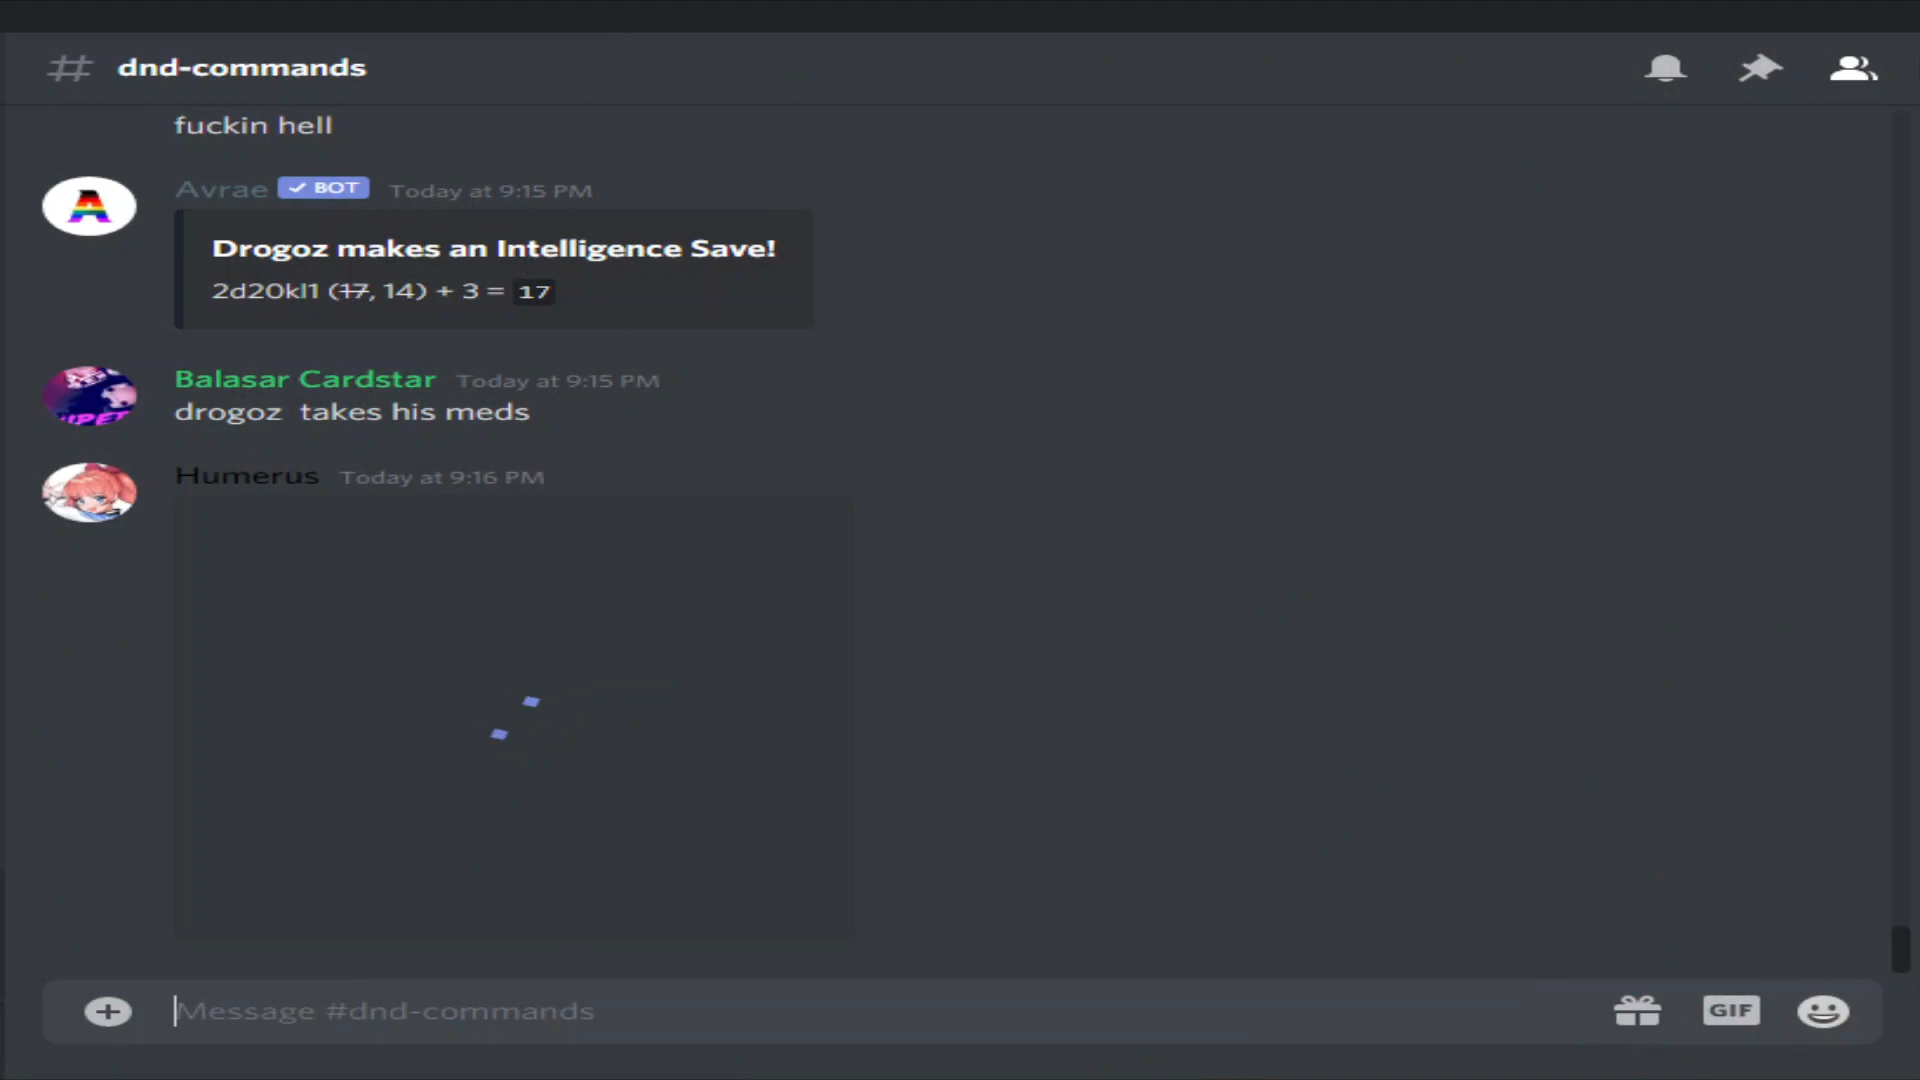 dnd-commands
fuckin hell
Avrae BOT Today at 9:15 PM
Drogoz makes an Intelligence Save!
2d20kl1 (17, 14) + 3 = 17
Balasar Cardstar Today at 9:15 PM
drogoz takes his meds
Humerus Today at 9:16 PM
Message #dnd-commands
GIF